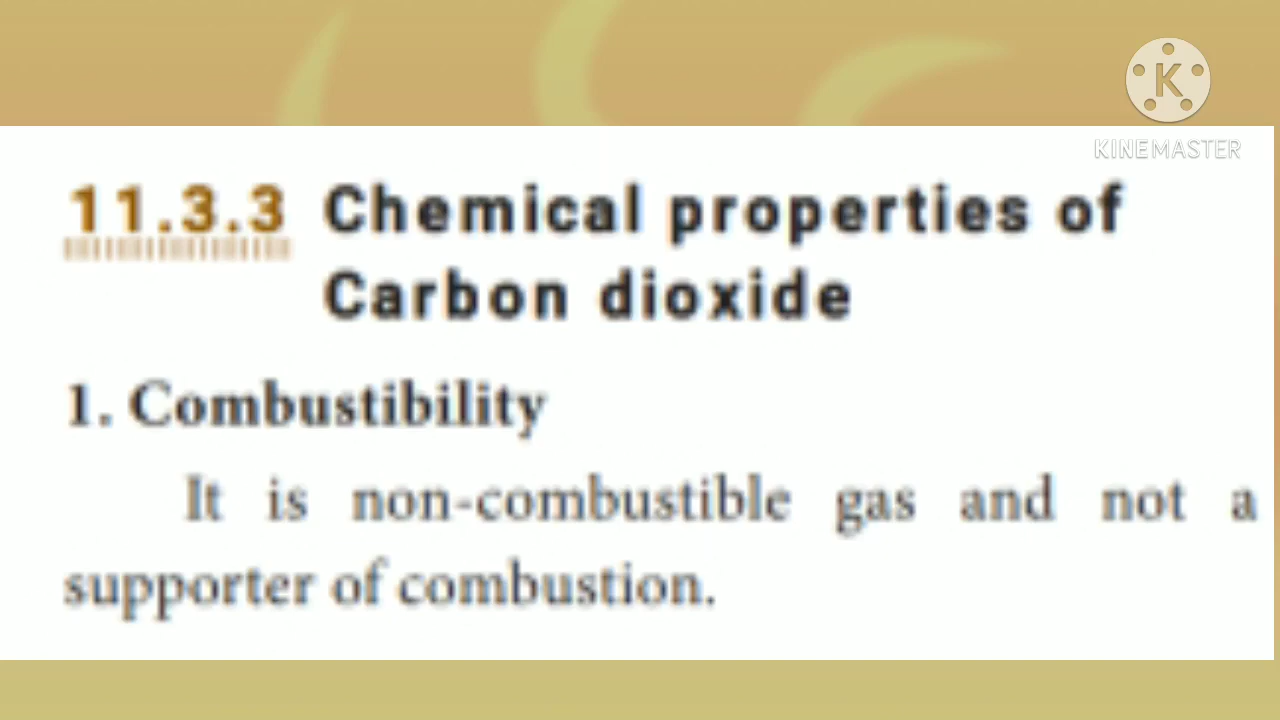 K
KINEMASTER
11.3.3 Chemical properties of
Carbon dioxide
1. Combustibility
It is non-combustible gas and not a
supporter of combustion.